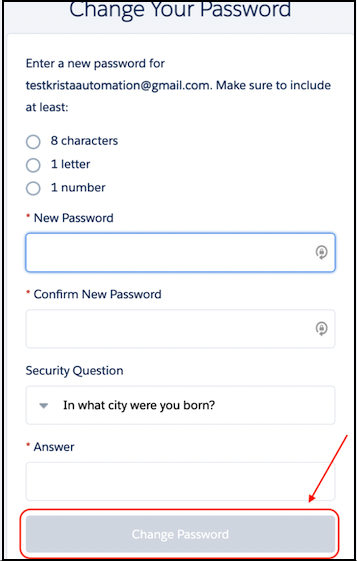 Change Your Password
Enter a new password for
testkristaautomation@gmail.com. Make sure to include
at least:
8 characters
1 letter
1 number
* New Password
* Confirm New Password
Security Question
In what city were you born?
* Answer
Change Password